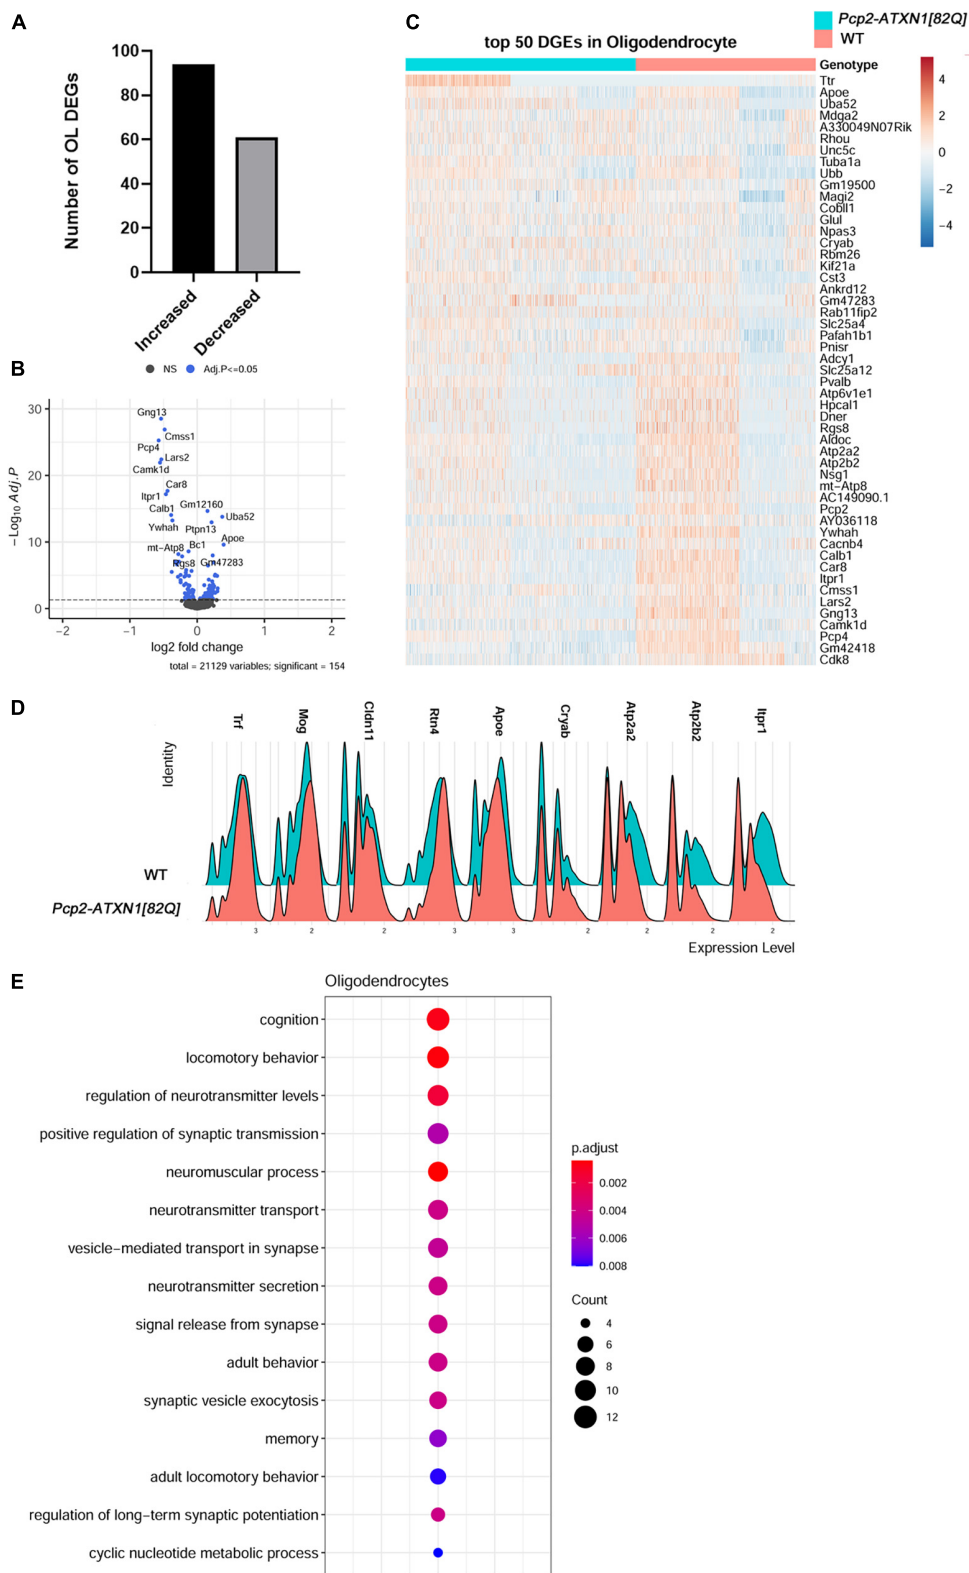 A
100
80
60
40
20
0
Number of OL DEGs
Increased
Decreased
B
NS
Adj.P<=0.05
30
20
10
0
−Log10 Adj.P
Gng13
Cmss1
Pcp4
Lars2
Camk1d
Car8
Itpr1
Gm12160
Calb1
Uba52
Ywhah
Ptpn13
Bc1
Apoe
mt−Atp8
Rgs8
Gm47283
−2
−1
0
1
2
log2 fold change
total = 21129 variables; significant = 154
C
top 50 DGEs in Oligodendrocyte
Pcp2-ATXN1[82Q]
WT
Genotype
4
2
0
−2
−4
Ttr
Apoe
Uba52
Mdga2
A330049N07Rik
Rhou
Unc5c
Tuba1a
Ubb
Gm19500
Magi2
Cobll1
Glul
Npas3
Cryab
Rbm26
Kif21a
Cst3
Ankrd12
Gm47283
Rab11fip2
Slc25a4
Pafah1b1
Pnisr
Adcy1
Slc25a12
Pvalb
Atp6v1e1
Hpcal1
Dner
Rgs8
Aldoc
Atp2a2
Atp2b2
Nsg1
mt−Atp8
AC149090.1
Pcp2
AY036118
Ywhah
Cacnb4
Calb1
Car8
Itpr1
Cmss1
Lars2
Gng13
Camk1d
Pcp4
Gm42418
Cdk8
D
Identity
Trf
Mog
Cldn11
Rtn4
Apoe
Cryab
Atp2a2
Atp2b2
Itpr1
WT
Pcp2-ATXN1[82Q]
3
2
2
3
3
2
2
2
2
Expression Level
E
Oligodendrocytes
cognition
locomotory behavior
regulation of neurotransmitter levels
positive regulation of synaptic transmission
neuromuscular process
neurotransmitter transport
vesicle−mediated transport in synapse
neurotransmitter secretion
signal release from synapse
adult behavior
synaptic vesicle exocytosis
memory
adult locomotory behavior
regulation of long−term synaptic potentiation
cyclic nucleotide metabolic process
p.adjust
0.002
0.004
0.006
0.008
Count
4
6
8
10
12